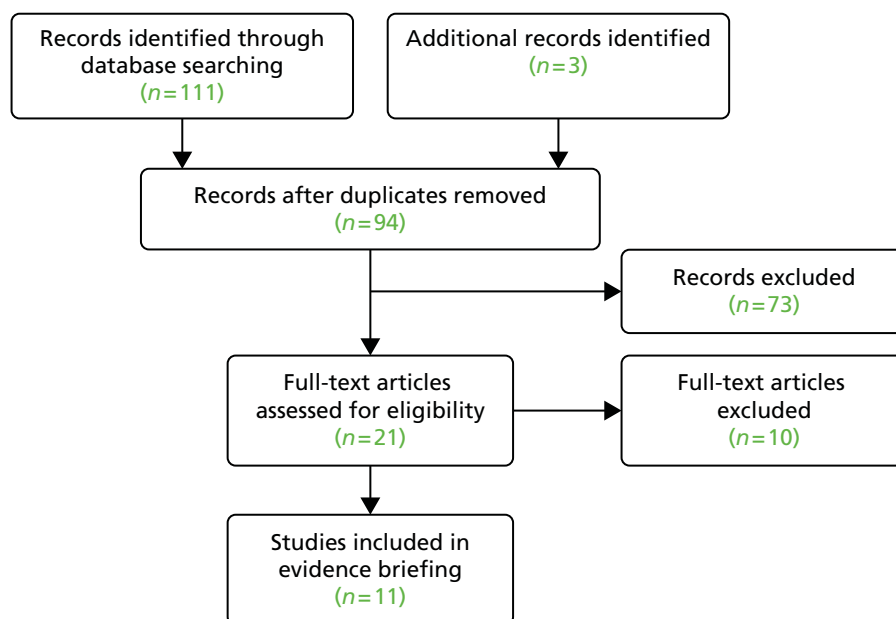 Records identified through
database searching
(n=111)
Additional records identified
(n=3)
Records after duplicates removed
(n=94)
Records excluded
(n=73)
Full-text articles
assessed for eligibility
(n=21)
Full-text articles
excluded
(n=10)
Studies included in
evidence briefing
(n=11)